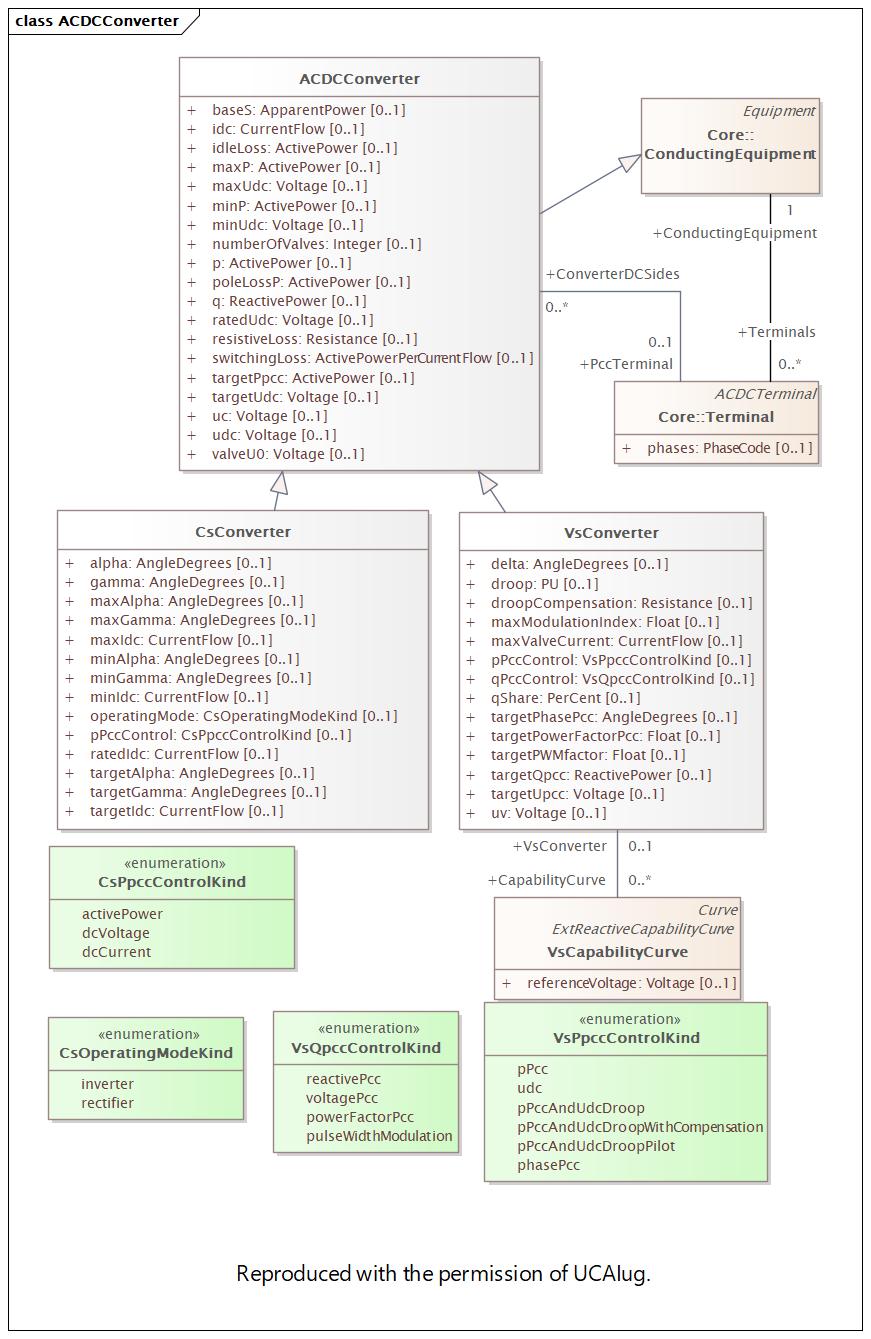 class ACDCConverter
ACDCConverter
+ baseS: ApparentPower [0..1]
+ idc: CurrentFlow [0..1]
+ idleLoss: ActivePower [0..1]
+ maxP: ActivePower [0..1]
+ maxUdc: Voltage [0..1]
+ minP: ActivePower [0..1]
+ minUdc: Voltage [0..1]
+ numberOfValves: Integer [0..1]
+ p: ActivePower [0..1]
+ poleLossP: ActivePower [0..1]
+ q: ReactivePower [0..1]
+ ratedUdc: Voltage [0..1]
+ resistiveLoss: Resistance [0..1]
+ switchingLoss: ActivePowerPerCurrentFlow [0..1]
+ targetPpcc: ActivePower [0..1]
+ targetUdc: Voltage [0..1]
+ uc: Voltage [0..1]
+ udc: Voltage [0..1]
+ valveU0: Voltage [0..1]
Equipment
Core::
ConductingEquipment
1
+ConductingEquipment
+Terminals
0..*
+ConverterDCSides
0..*
0..1
+PccTerminal
ACDCTerminal
Core::Terminal
+ phases: PhaseCode [0..1]
CsConverter
+ alpha: AngleDegrees [0..1]
+ gamma: AngleDegrees [0..1]
+ maxAlpha: AngleDegrees [0..1]
+ maxGamma: AngleDegrees [0..1]
+ maxIdc: CurrentFlow [0..1]
+ minAlpha: AngleDegrees [0..1]
+ minGamma: AngleDegrees [0..1]
+ minIdc: CurrentFlow [0..1]
+ operatingMode: CsOperatingModeKind [0..1]
+ pPccControl: CsPpccControlKind [0..1]
+ ratedIdc: CurrentFlow [0..1]
+ targetAlpha: AngleDegrees [0..1]
+ targetGamma: AngleDegrees [0..1]
+ targetIdc: CurrentFlow [0..1]
VsConverter
+ delta: AngleDegrees [0..1]
+ droop: PU [0..1]
+ droopCompensation: Resistance [0..1]
+ maxModulationIndex: Float [0..1]
+ maxValveCurrent: CurrentFlow [0..1]
+ pPccControl: VsPpccControlKind [0..1]
+ qPccControl: VsQpccControlKind [0..1]
+ qShare: PerCent [0..1]
+ targetPhasePcc: AngleDegrees [0..1]
+ targetPowerFactorPcc: Float [0..1]
+ targetPWMfactor: Float [0..1]
+ targetQpcc: ReactivePower [0..1]
+ targetUpcc: Voltage [0..1]
+ uv: Voltage [0..1]
+VsConverter 0..1
+CapabilityCurve 0..*
Curve
ExtReactiveCapabilityCurve
VsCapabilityCurve
+ referenceVoltage: Voltage [0..1]
«enumeration»
CsPpccControlKind
activePower
dcVoltage
dcCurrent
«enumeration»
CsOperatingModeKind
inverter
rectifier
«enumeration»
VsQpccControlKind
reactivePcc
voltagePcc
powerFactorPcc
pulseWidthModulation
«enumeration»
VsPpccControlKind
pPcc
udc
pPccAndUdcDroop
pPccAndUdcDroopWithCompensation
pPccAndUdcDroopPilot
phasePcc
Reproduced with the permission of UCAIug.